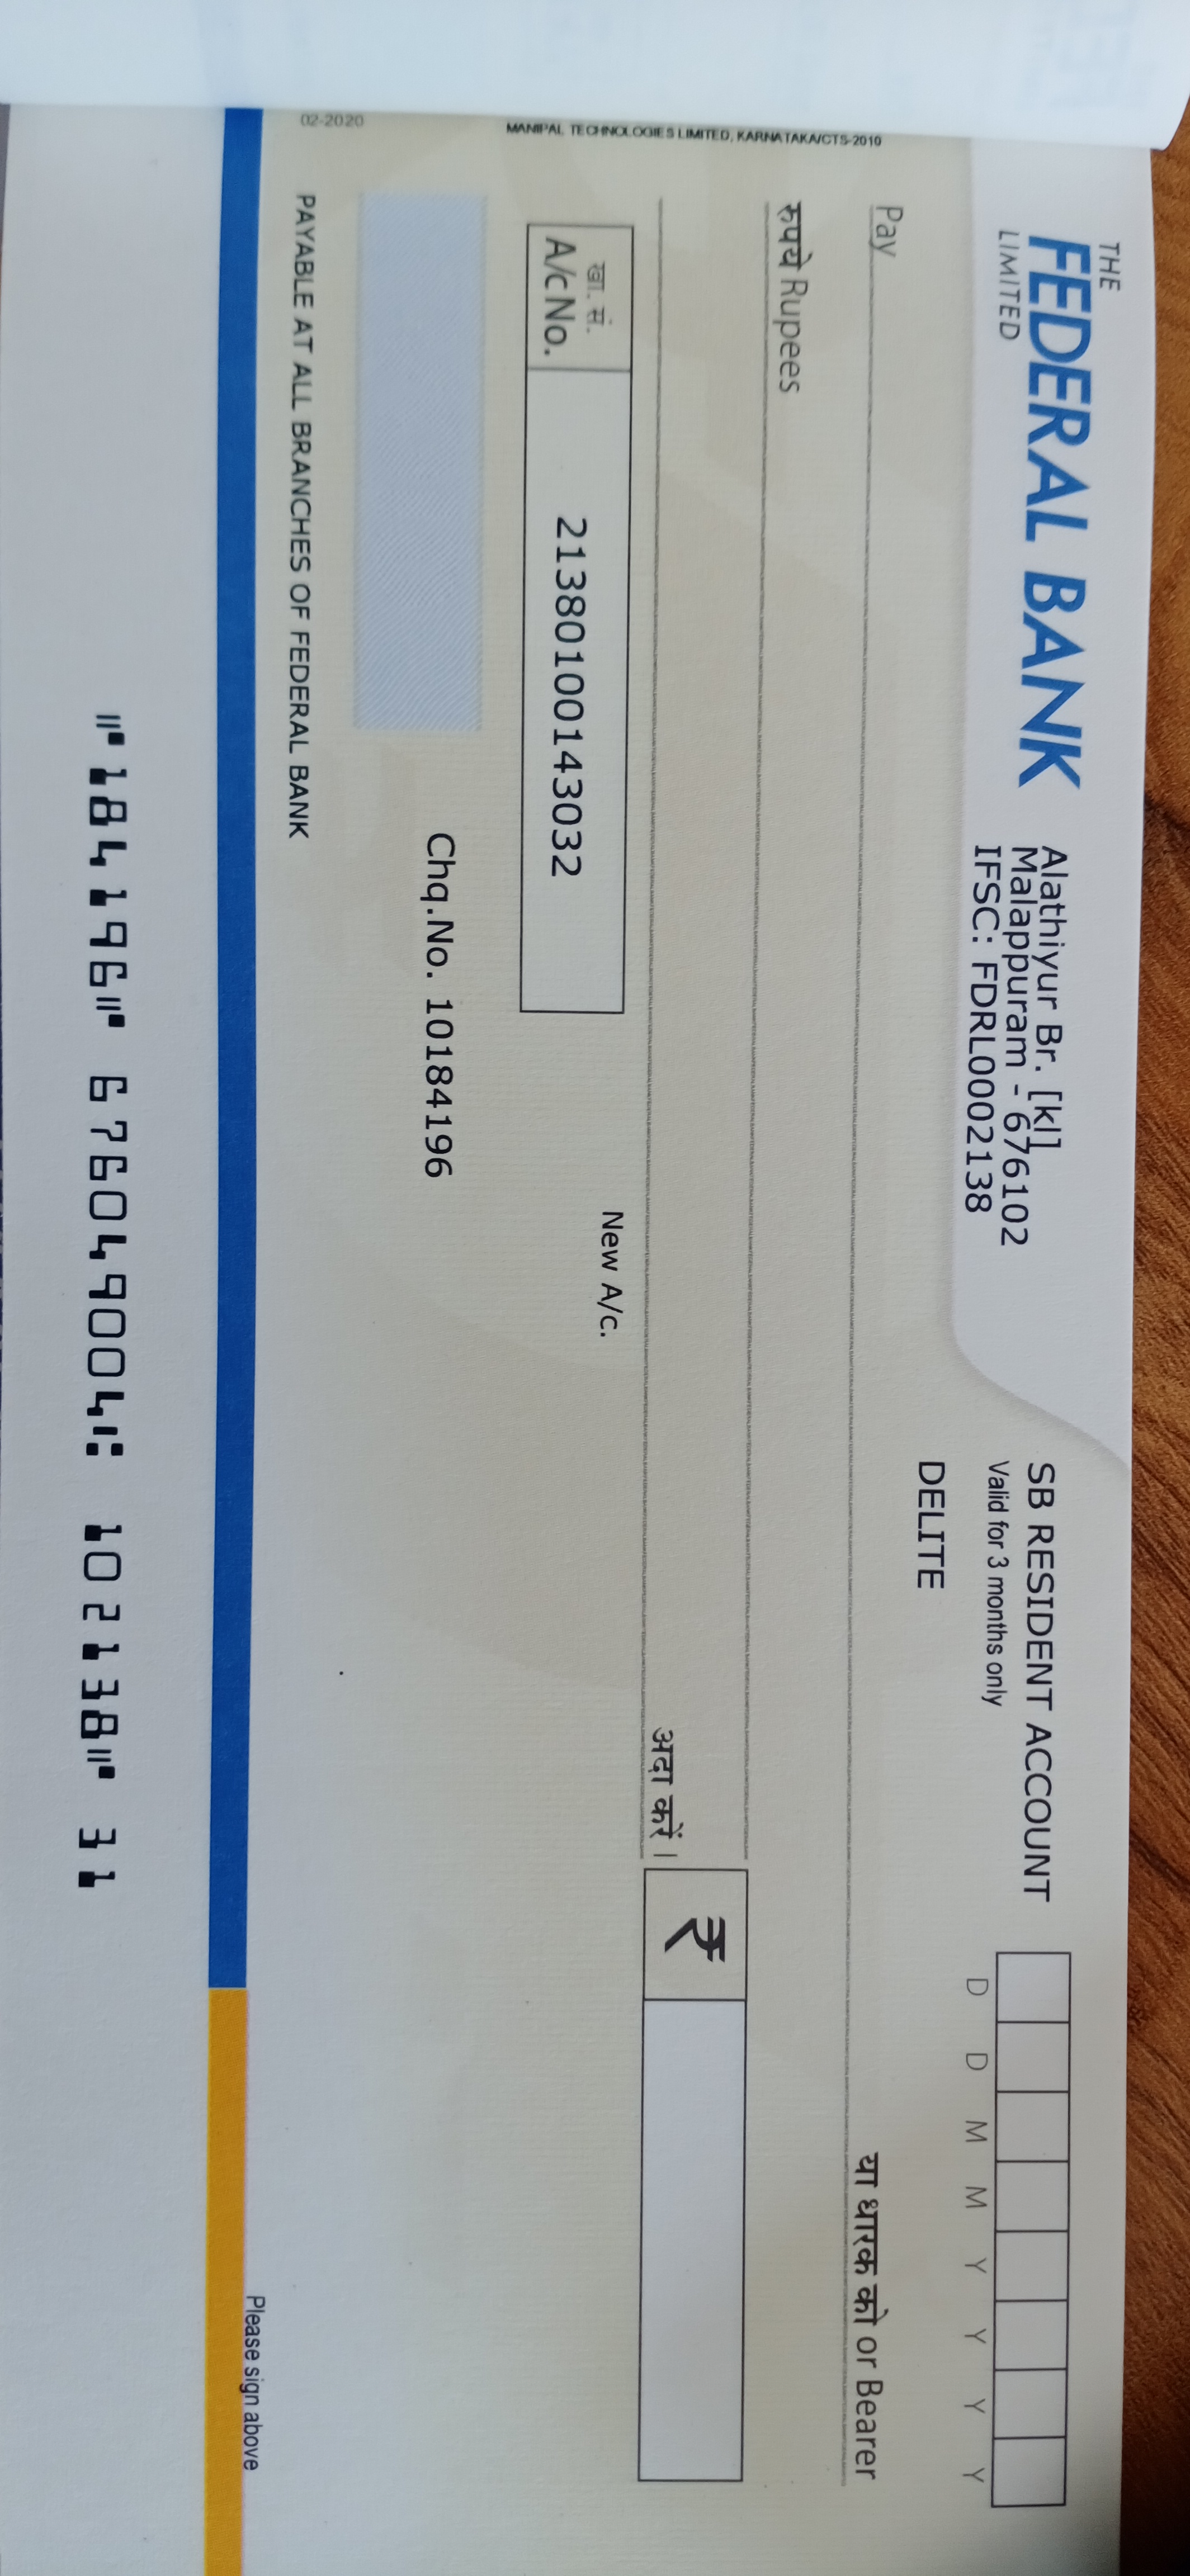 THE
FEDERAL BANK
LIMITED
Alathiyur Br. [kl]
Malappuram - 676102
IFSC: FDRL0002138
SB RESIDENT ACCOUNT
Valid for 3 months only
DELITE
D D M M Y Y Y Y
Pay
या धारक को or Bearer
रुपये Rupees
अदा करें।
₹
खा. सं.
A/c No.
21380100143032
New A/c.
Chq.No. 10184196
PAYABLE AT ALL BRANCHES OF FEDERAL BANK
Please sign above
MANIPAL TECHNOLOGIES LIMITED, KARNATAKA/CTS-2010
02-2020
⑈184196⑈ 676049004⑆ 102138⑈ 31